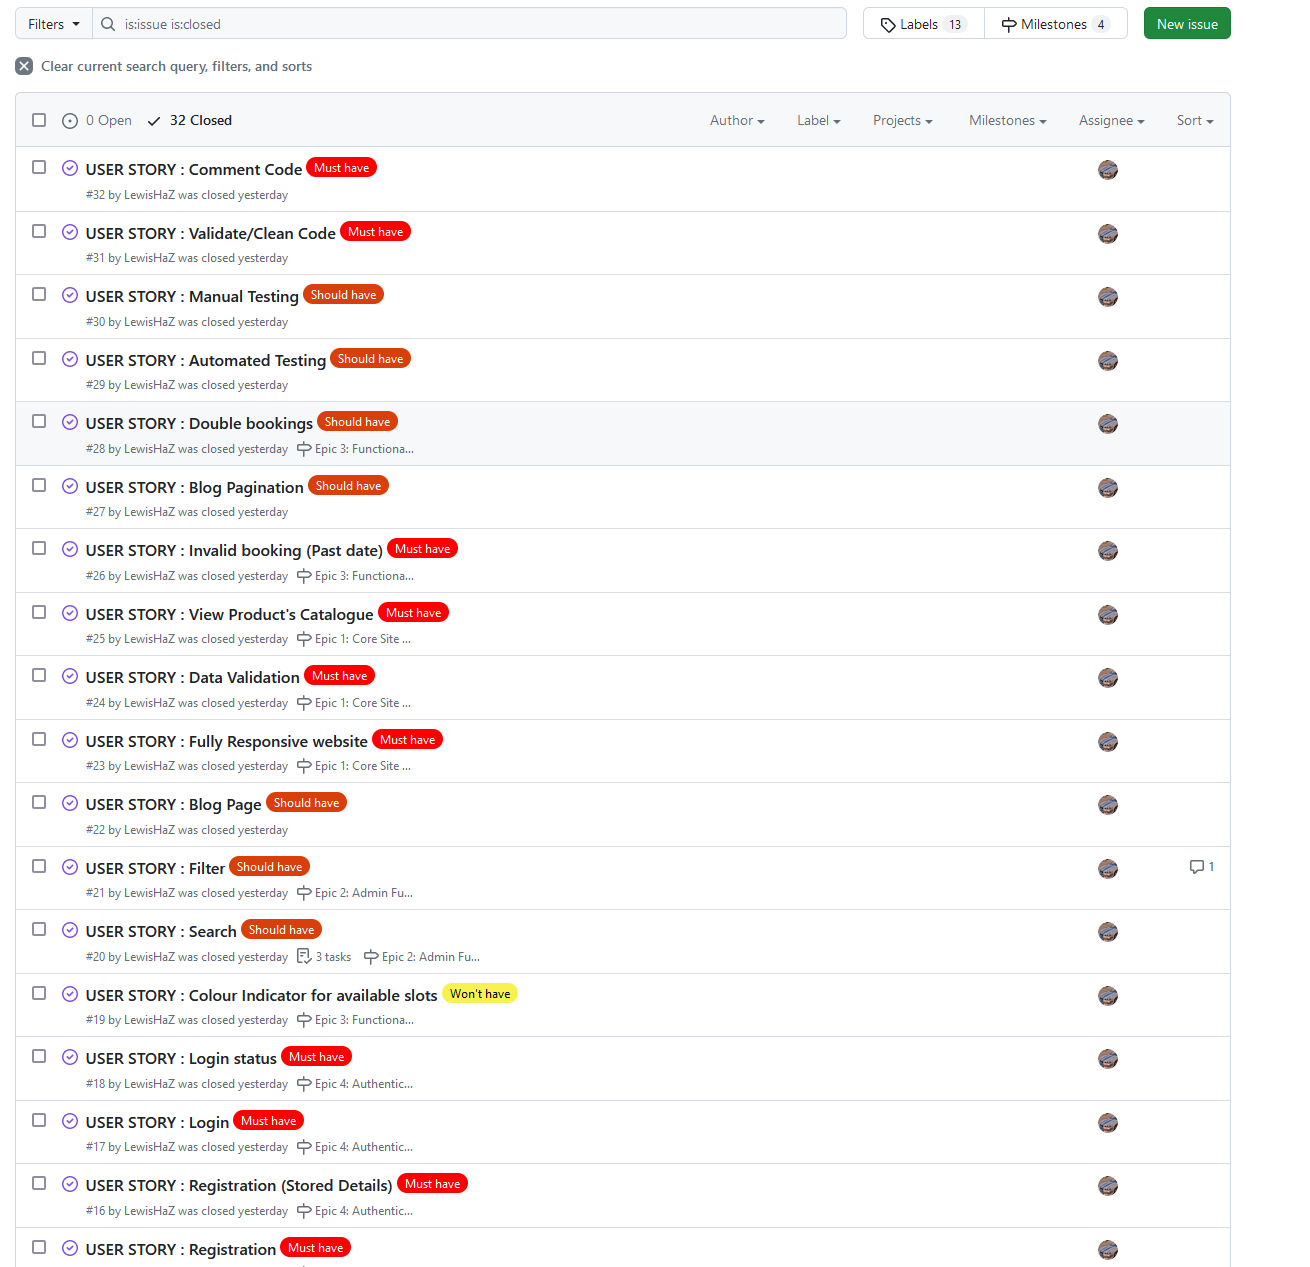 Filters is:issue is:closed Labels 13 Milestones 4 New issue
Clear current search query, filters, and sorts
0 Open 32 Closed Author Label Projects Milestones Assignee Sort
USER STORY : Comment Code Must have
#32 by LewisHaZ was closed yesterday
USER STORY : Validate/Clean Code Must have
#31 by LewisHaZ was closed yesterday
USER STORY : Manual Testing Should have
#30 by LewisHaZ was closed yesterday
USER STORY : Automated Testing Should have
#29 by LewisHaZ was closed yesterday
USER STORY : Double bookings Should have
#28 by LewisHaZ was closed yesterday Epic 3: Functiona...
USER STORY : Blog Pagination Should have
#27 by LewisHaZ was closed yesterday
USER STORY : Invalid booking (Past date) Must have
#26 by LewisHaZ was closed yesterday Epic 3: Functiona...
USER STORY : View Product's Catalogue Must have
#25 by LewisHaZ was closed yesterday Epic 1: Core Site ...
USER STORY : Data Validation Must have
#24 by LewisHaZ was closed yesterday Epic 1: Core Site ...
USER STORY : Fully Responsive website Must have
#23 by LewisHaZ was closed yesterday Epic 1: Core Site ...
USER STORY : Blog Page Should have
#22 by LewisHaZ was closed yesterday
USER STORY : Filter Should have 1
#21 by LewisHaZ was closed yesterday Epic 2: Admin Fu...
USER STORY : Search Should have
#20 by LewisHaZ was closed yesterday 3 tasks Epic 2: Admin Fu...
USER STORY : Colour Indicator for available slots Won't have
#19 by LewisHaZ was closed yesterday Epic 3: Functiona...
USER STORY : Login status Must have
#18 by LewisHaZ was closed yesterday Epic 4: Authentic...
USER STORY : Login Must have
#17 by LewisHaZ was closed yesterday Epic 4: Authentic...
USER STORY : Registration (Stored Details) Must have
#16 by LewisHaZ was closed yesterday Epic 4: Authentic...
USER STORY : Registration Must have